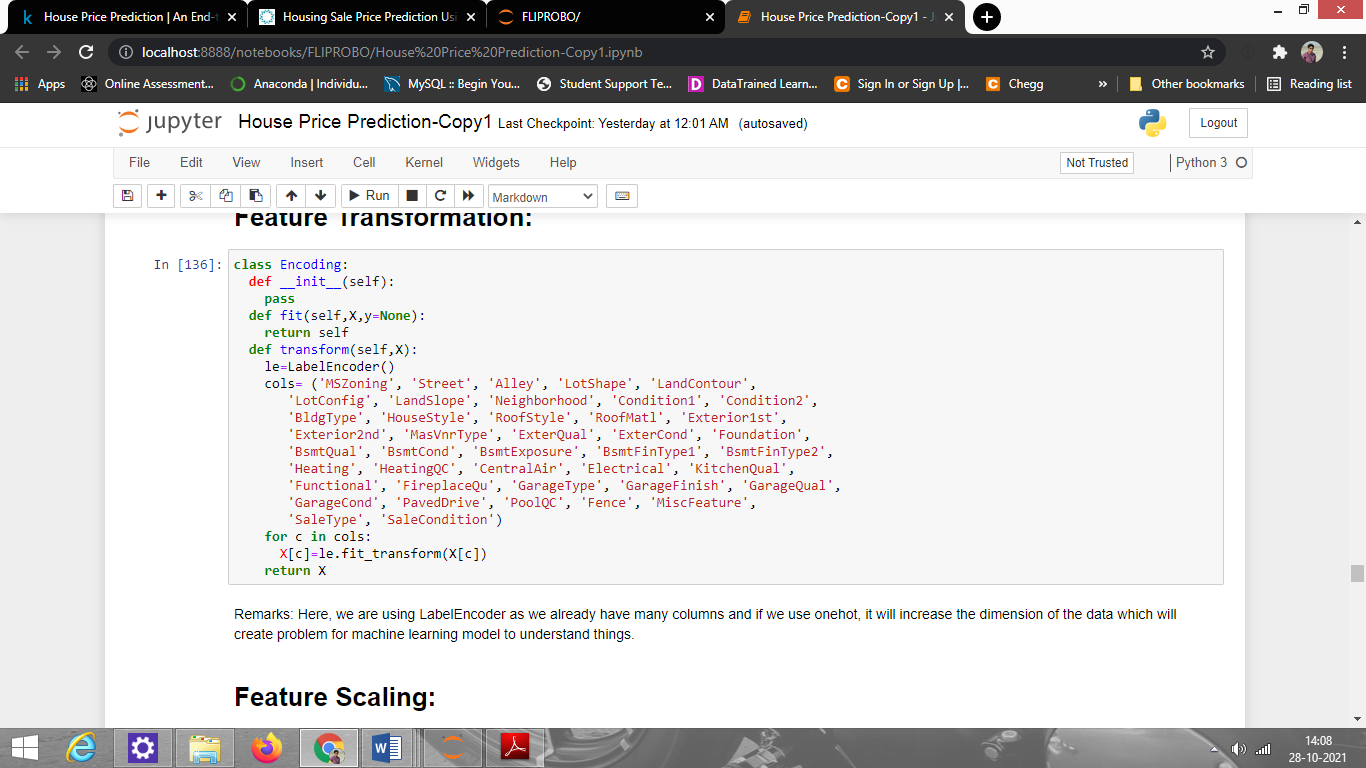 House Price Prediction | An End-t
Housing Sale Price Prediction Usi
FLIPROBO/
House Price Prediction-Copy1 - J
localhost:8888/notebooks/FLIPROBO/House%20Price%20Prediction-Copy1.ipynb
Apps
Online Assessment...
Anaconda | Individu...
MySQL :: Begin You...
Student Support Te...
DataTrained Learn...
Sign In or Sign Up |...
Chegg
»
Other bookmarks
Reading list
jupyter House Price Prediction-Copy1 Last Checkpoint: Yesterday at 12:01 AM (autosaved)
Logout
File Edit View Insert Cell Kernel Widgets Help
Not Trusted
Python 3
Run
Markdown
Feature Transformation:
In [136]:
class Encoding:
  def __init__(self):
    pass
  def fit(self,X,y=None):
    return self
  def transform(self,X):
    le=LabelEncoder()
    cols= ('MSZoning', 'Street', 'Alley', 'LotShape', 'LandContour',
       'LotConfig', 'LandSlope', 'Neighborhood', 'Condition1', 'Condition2',
       'BldgType', 'HouseStyle', 'RoofStyle', 'RoofMatl', 'Exterior1st',
       'Exterior2nd', 'MasVnrType', 'ExterQual', 'ExterCond', 'Foundation',
       'BsmtQual', 'BsmtCond', 'BsmtExposure', 'BsmtFinType1', 'BsmtFinType2',
       'Heating', 'HeatingQC', 'CentralAir', 'Electrical', 'KitchenQual',
       'Functional', 'FireplaceQu', 'GarageType', 'GarageFinish', 'GarageQual',
       'GarageCond', 'PavedDrive', 'PoolQC', 'Fence', 'MiscFeature',
       'SaleType', 'SaleCondition')
    for c in cols:
      X[c]=le.fit_transform(X[c])
    return X
Remarks: Here, we are using LabelEncoder as we already have many columns and if we use onehot, it will increase the dimension of the data which will
create problem for machine learning model to understand things.
Feature Scaling:
14:08
28-10-2021